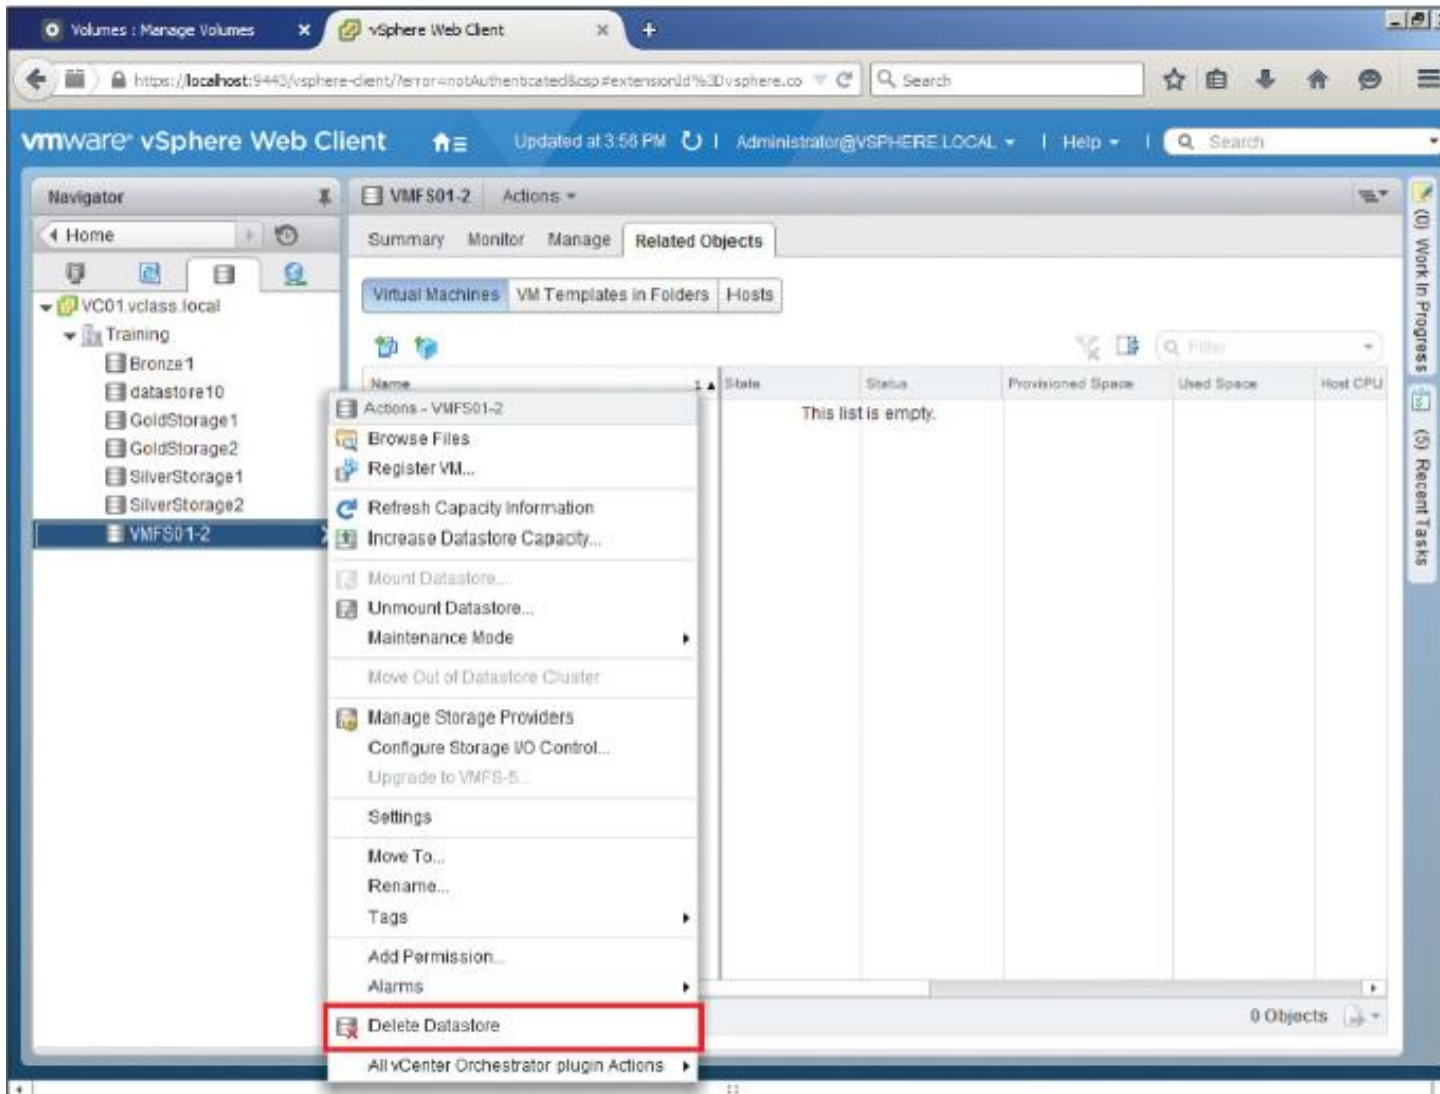 Volumes : Manage Volumes
vSphere Web Client
https://localhost:9443/vsphere-client/?error=notAuthenticated&csp#extensionId%3Dvsphere.co
Search
vmware vSphere Web Client
Updated at 3:56 PM
Administrator@VSPHERE.LOCAL
Help
Search
Navigator
Home
VC01.vclass.local
Training
Bronze1
datastore10
GoldStorage1
GoldStorage2
SilverStorage1
SilverStorage2
VMFS01-2
VMFS01-2 Actions
Summary Monitor Manage Related Objects
Virtual Machines VM Templates in Folders Hosts
Filter
Name 1 State Status Provisioned Space Used Space Host CPU
This list is empty.
Actions - VMFS01-2
Browse Files
Register VM...
Refresh Capacity Information
Increase Datastore Capacity...
Mount Datastore...
Unmount Datastore...
Maintenance Mode
Move Out of Datastore Cluster
Manage Storage Providers
Configure Storage I/O Control...
Upgrade to VMFS-5...
Settings
Move To...
Rename...
Tags
Add Permission...
Alarms
Delete Datastore
All vCenter Orchestrator plugin Actions
0 Objects
(0) Work In Progress
(5) Recent Tasks